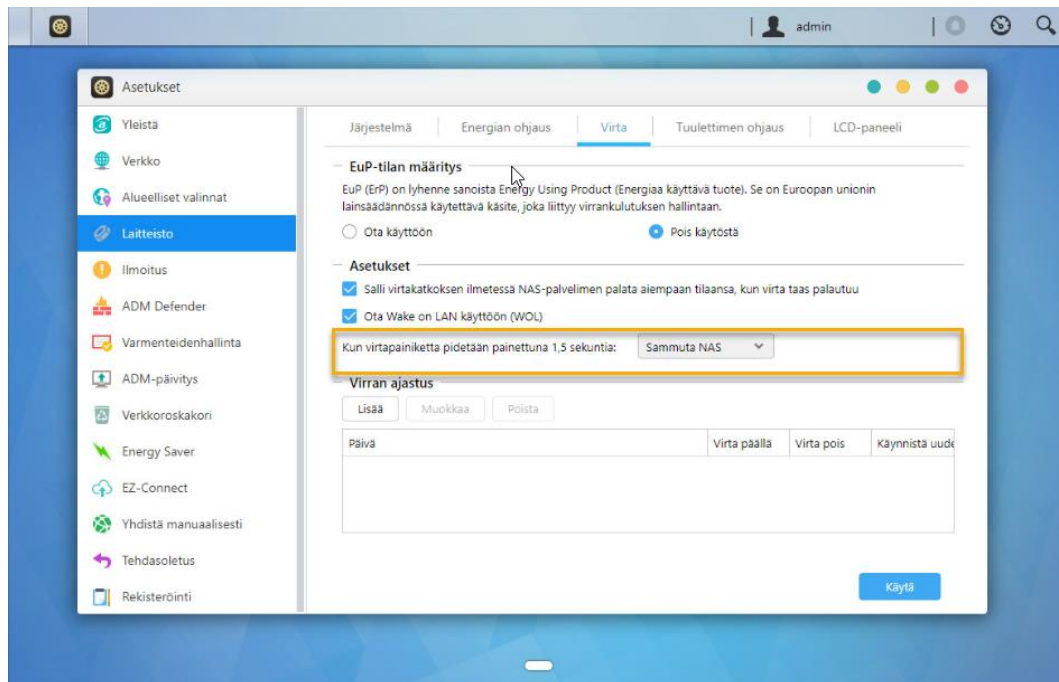 admin
Asetukset
Yleistä
Verkko
Alueelliset valinnat
Laitteisto
Ilmoitus
ADM Defender
Varmenteidenhallinta
ADM-päivitys
Verkkoroskakori
Energy Saver
EZ-Connect
Yhdistä manuaalisesti
Tehdasoletus
Rekisteröinti
Järjestelmä
Energian ohjaus
Virta
Tuulettimen ohjaus
LCD-paneeli
EuP-tilan määritys
EuP (ErP) on lyhenne sanoista Energy Using Product (Energiaa käyttävä tuote). Se on Euroopan unionin
lainsäädännössä käytettävä käsite, joka liittyy virrankulutuksen hallintaan.
Ota käyttöön
Pois käytöstä
Asetukset
Salli virtakatkoksen ilmetessä NAS-palvelimen palata aiempaan tilaansa, kun virta taas palautuu
Ota Wake on LAN käyttöön (WOL)
Kun virtapainiketta pidetään painettuna 1,5 sekuntia: Sammuta NAS
Virran ajastus
Lisää Muokkaa Poista
Päivä Virta päällä Virta pois Käynnistä uude
Käytä